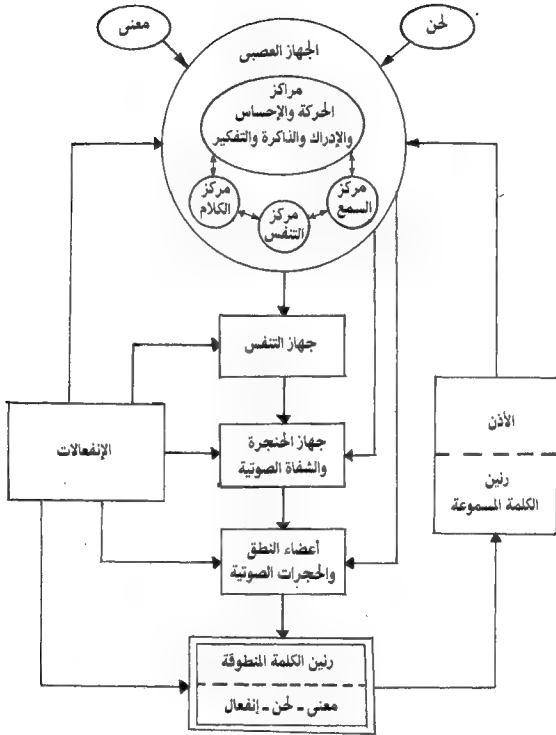 لحن
معنى
الجهاز العصبى
مراكز
الحركة والإحساس
والإدراك والذاكرة والتفكير
مركز
السمع
مركز
التنفس
مركز
الكلام
جهاز التنفس
الإنفعالات
جهاز الحنجرة
والشفاة الصوتية
الأذن
رنين
الكلمة المسموعة
أعضاء النطق
والحجرات الصوتية
رنين الكلمة المنطوقة
معنى - لحن - إنفعال